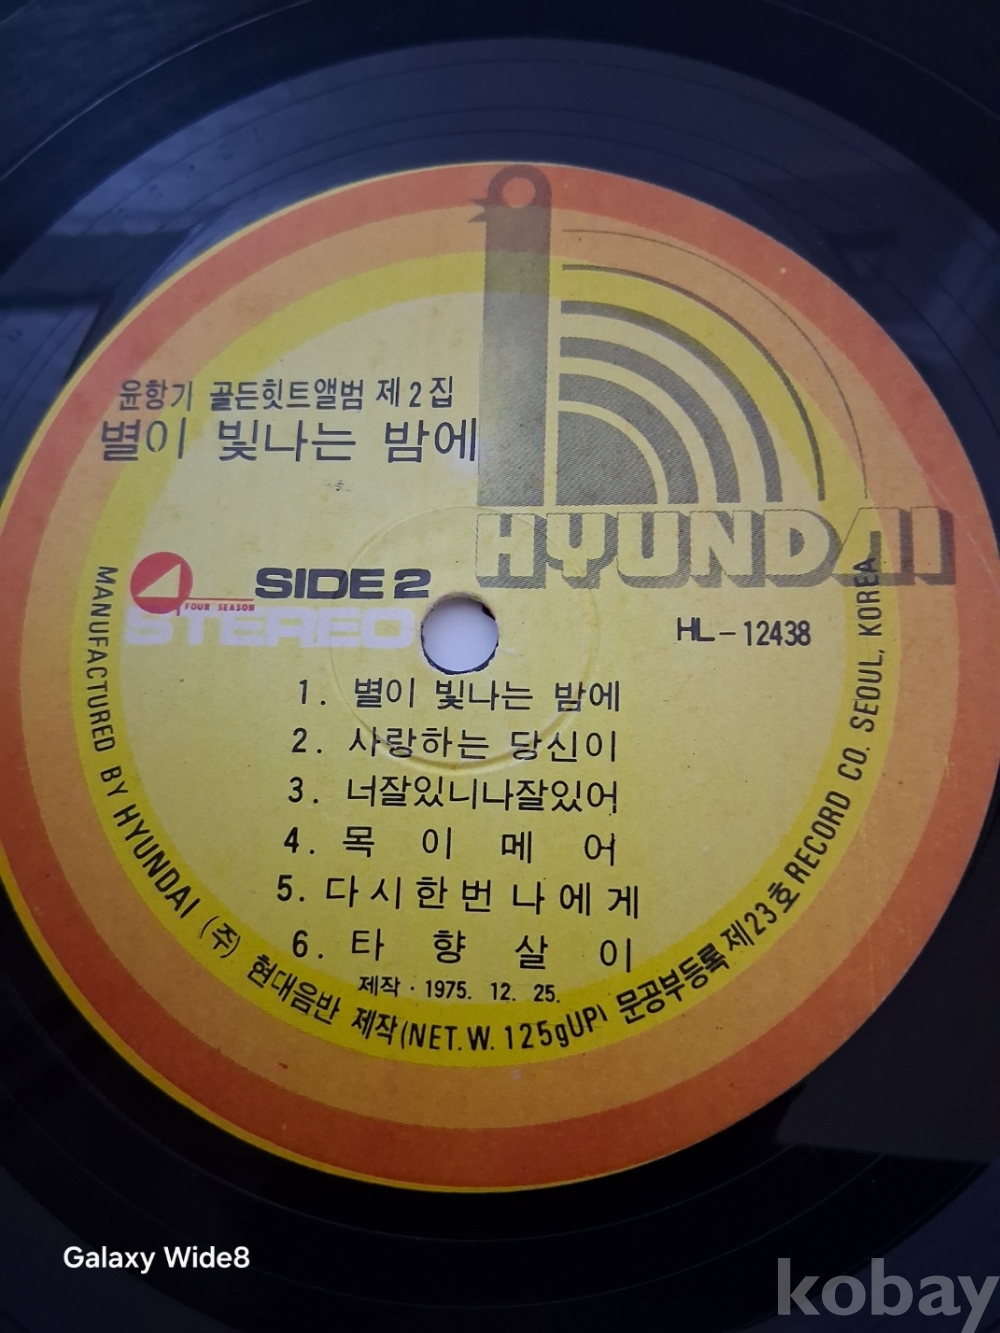 윤항기 골든힛트앨범 제2집
별이 빛나는 밤에
HYUNDAI
4
FOUR SEASON
SIDE 2
STEREO
HL-12438
1. 별이 빛나는 밤에
2. 사랑하는 당신이
3. 너잘있니나잘있어
4. 목이메어
5. 다시한번나에게
6. 타향살이
제작·1975. 12. 25.
MANUFACTURED BY HYUNDAI (주) 현대음반 제작(NET.W. 125gUP) 문공부등록 제23호 RECORD CO. SEOUL, KOREA
Galaxy Wide8
kobay